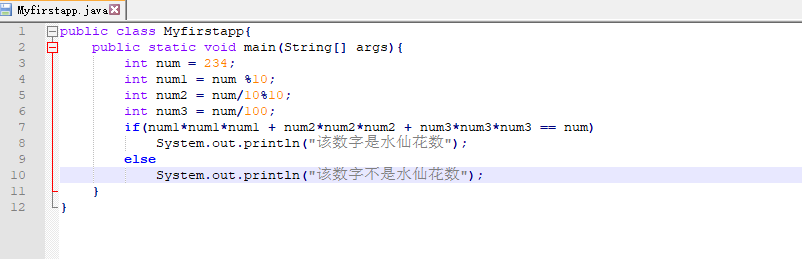 Myfirstapp.java
1 public class Myfirstapp{
2 public static void main(String[] args){
3 int num = 234;
4 int num1 = num %10;
5 int num2 = num/10%10;
6 int num3 = num/100;
7 if(num1*num1*num1 + num2*num2*num2 + num3*num3*num3 == num)
8 System.out.println("该数字是水仙花数");
9 else
10 System.out.println("该数字不是水仙花数");
11 }
12 }